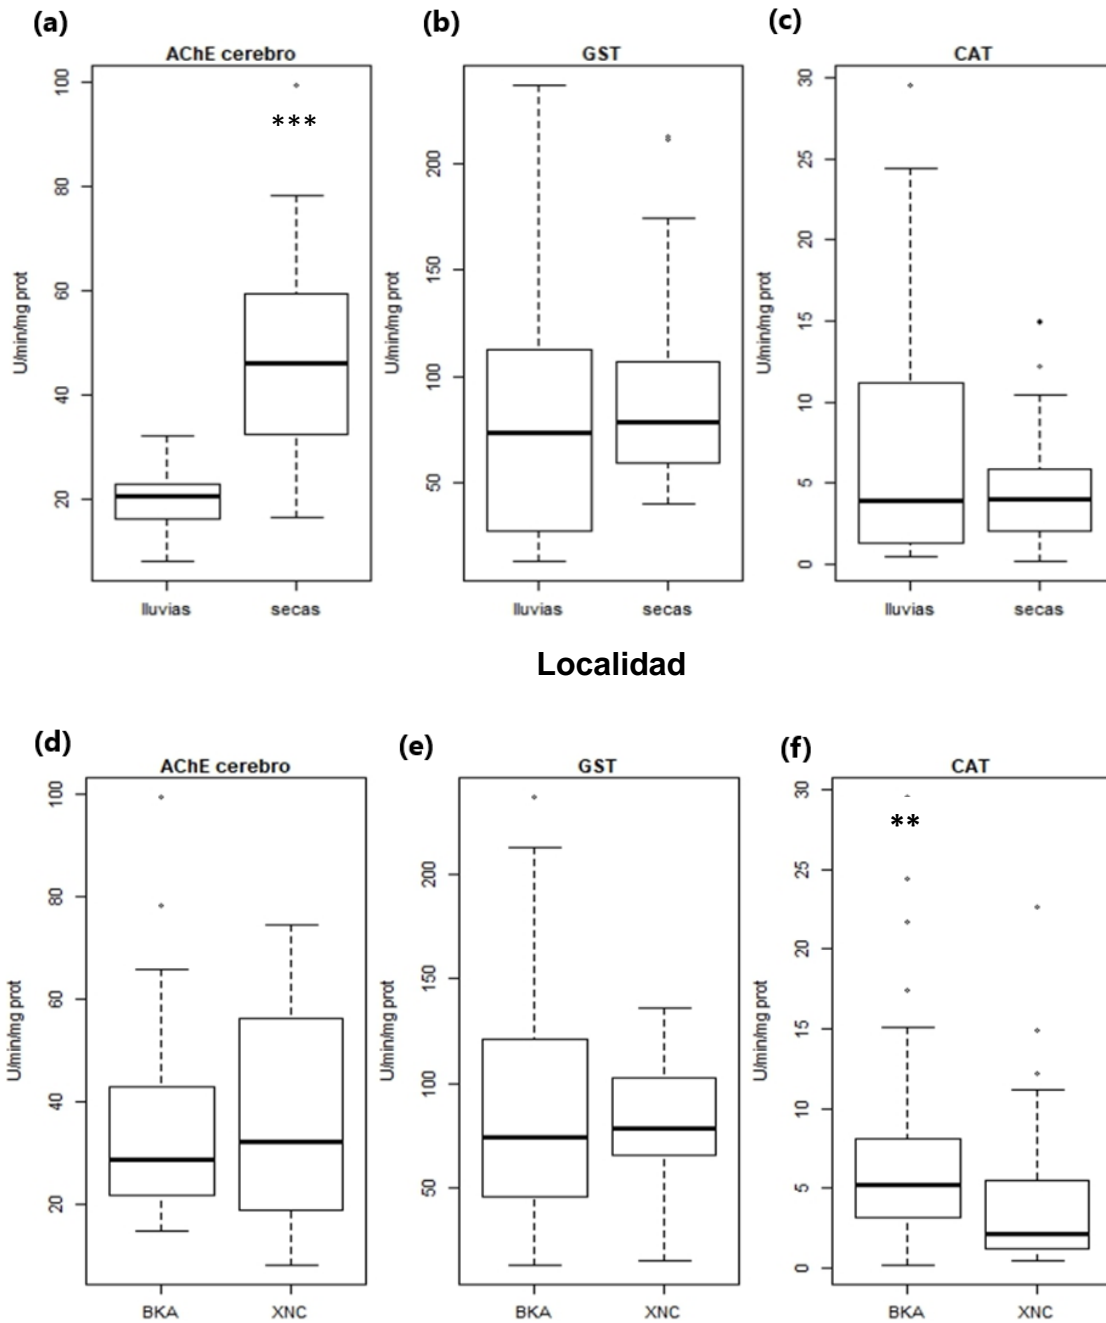 (a)
AChE cerebro
100
80
60
40
20
U/min/mg prot
***
lluvias
secas
(b)
GST
200
150
100
50
U/min/mg prot
lluvias
secas
(c)
CAT
30
25
20
15
10
5
0
U/min/mg prot
lluvias
secas
Localidad
(d)
AChE cerebro
100
80
60
40
20
U/min/mg prot
BKA
XNC
(e)
GST
200
150
100
50
U/min/mg prot
BKA
XNC
(f)
CAT
30
25
20
15
10
5
0
U/min/mg prot
**
BKA
XNC